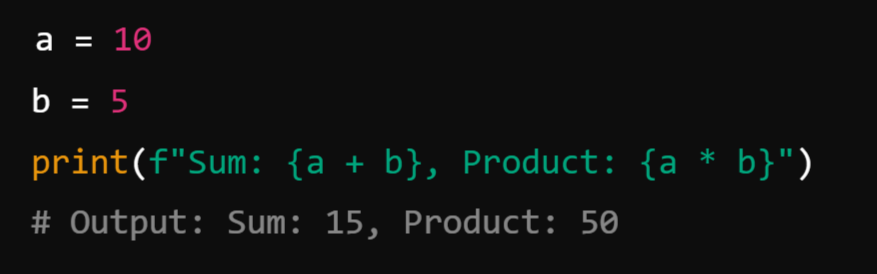 a = 10
b = 5
print(f"Sum: {a + b}, Product: {a * b}")
# Output: Sum: 15, Product: 50